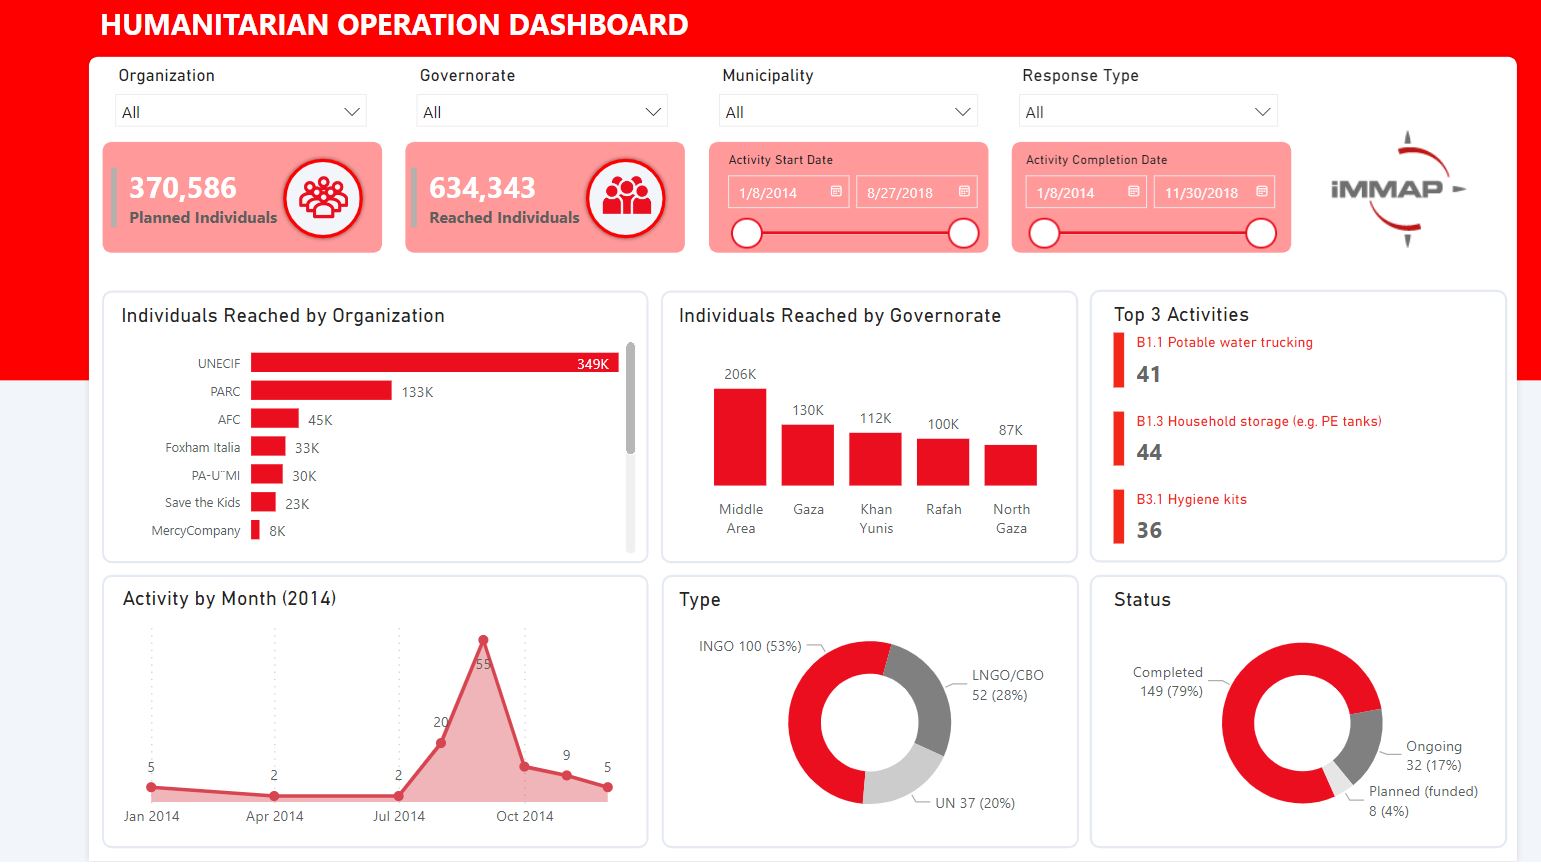 HUMANITARIAN OPERATION DASHBOARD
Organization
All
Governorate
All
Municipality
All
Response Type
All
370,586
Planned Individuals
634,343
Reached Individuals
Activity Start Date
1/8/2014
8/27/2018
Activity Completion Date
1/8/2014
11/30/2018
iMMAP
Individuals Reached by Organization
UNECIF
349K
PARC
133K
AFC
45K
Foxham Italia
33K
PA-U¨MI
30K
Save the Kids
23K
MercyCompany
8K
Individuals Reached by Governorate
206K
130K
112K
100K
87K
Middle
Area
Gaza
Khan
Yunis
Rafah
North
Gaza
Top 3 Activities
B1.1 Potable water trucking
41
B1.3 Household storage (e.g. PE tanks)
44
B3.1 Hygiene kits
36
Activity by Month (2014)
5
2
2
20
55
9
5
Jan 2014
Apr 2014
Jul 2014
Oct 2014
Type
INGO 100 (53%)
LNGO/CBO
52 (28%)
UN 37 (20%)
Status
Completed
149 (79%)
Ongoing
32 (17%)
Planned (funded)
8 (4%)